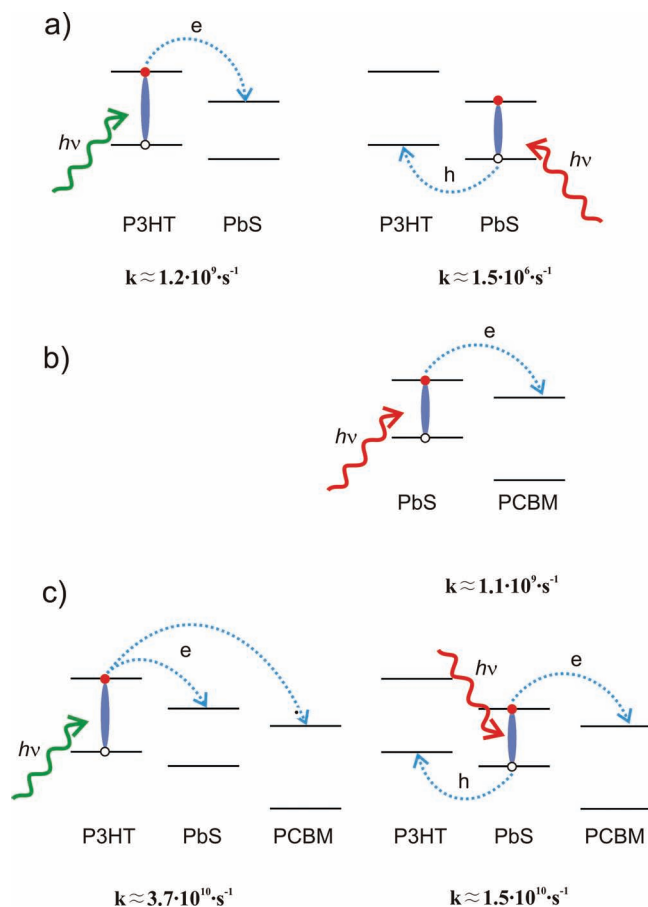 a)
e
hν
hν
h
P3HT PbS P3HT PbS
k≈1.2·10⁹·s⁻¹ k≈1.5·10⁶·s⁻¹
b)
e
hν
PbS PCBM
k≈1.1·10⁹·s⁻¹
c)
hν
e e
hν
h
P3HT PbS PCBM P3HT PbS PCBM
k≈3.7·10¹⁰·s⁻¹ k≈1.5·10¹⁰·s⁻¹